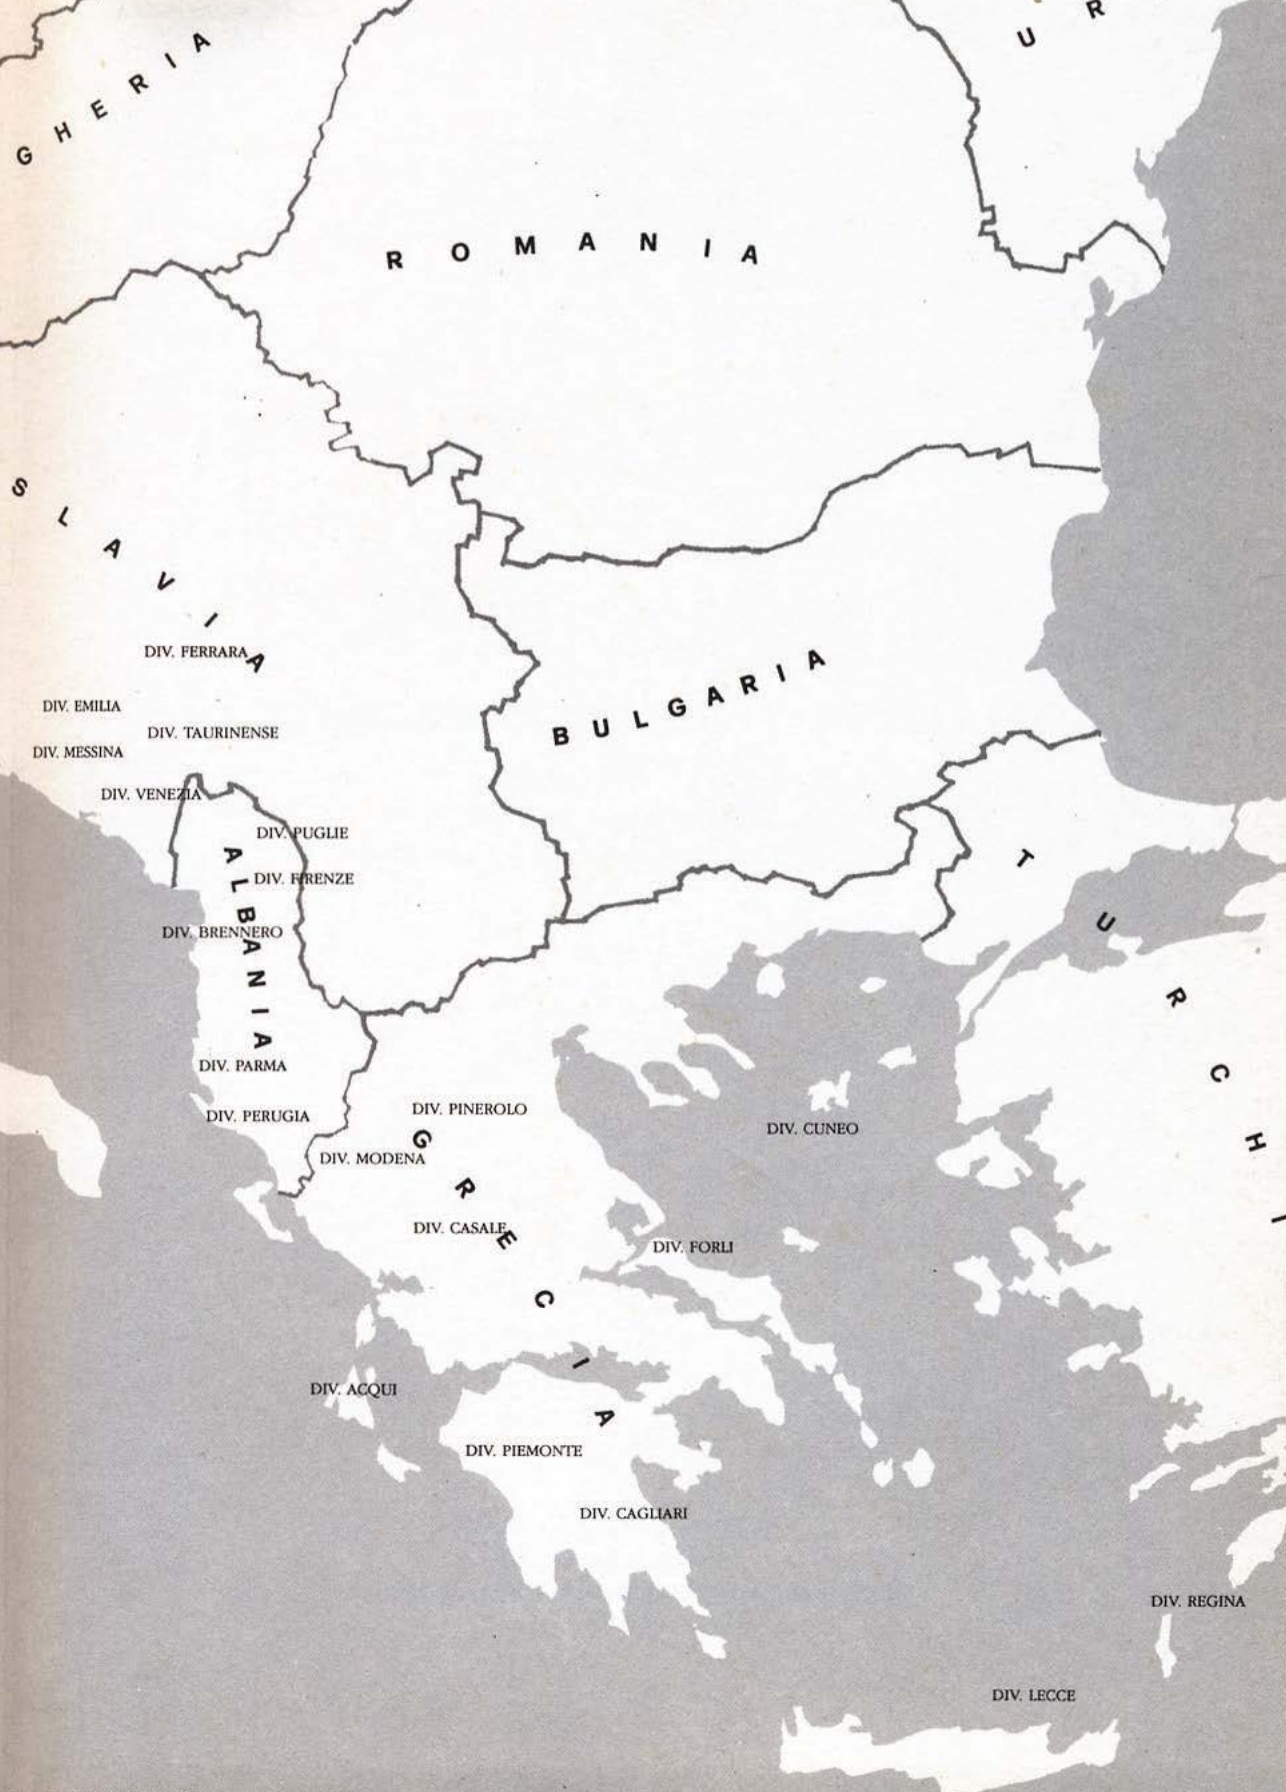 GHERIA
UR
ROMANIA
SLAVIA
DIV. FERRARA
BULGARIA
DIV. EMILIA
DIV. TAURINENSE
DIV. MESSINA
DIV. VENEZIA
DIV. PUGLIE
ALBANIA
DIV. FIRENZE
DIV. BRENNERO
TURCHI
DIV. PARMA
DIV. PERUGIA
DIV. PINEROLO
DIV. CUNEO
GRECIA
DIV. MODENA
DIV. CASALE
DIV. FORLI
DIV. ACQUI
DIV. PIEMONTE
DIV. CAGLIARI
DIV. REGINA
DIV. LECCE